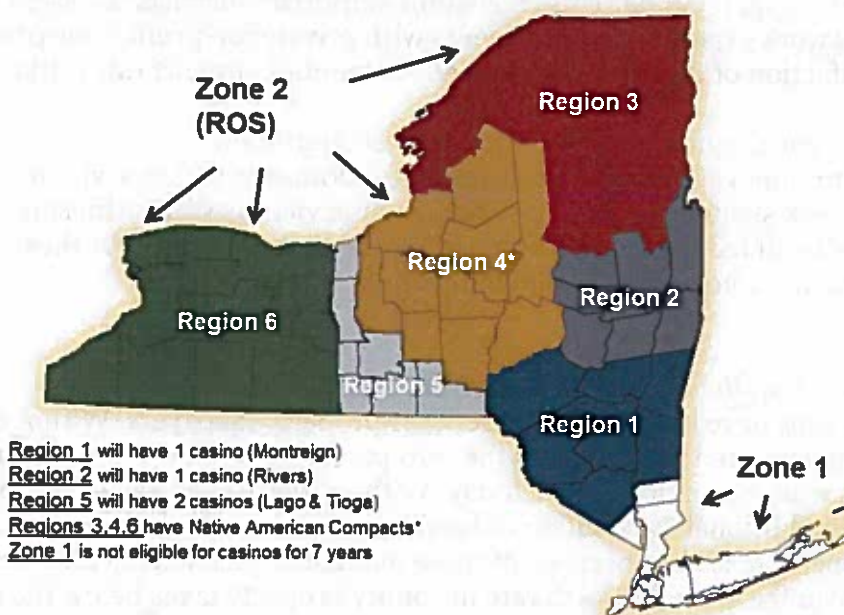 Zone 2
(ROS)
Region 3
Region 4*
Region 2
Region 6
Region 5
Region 1
Zone 1
Region 1 will have 1 casino (Montreign)
Region 2 will have 1 casino (Rivers)
Region 5 will have 2 casinos (Lago & Tioga)
Regions 3,4,6 have Native American Compacts*
Zone 1 is not eligible for casinos for 7 years